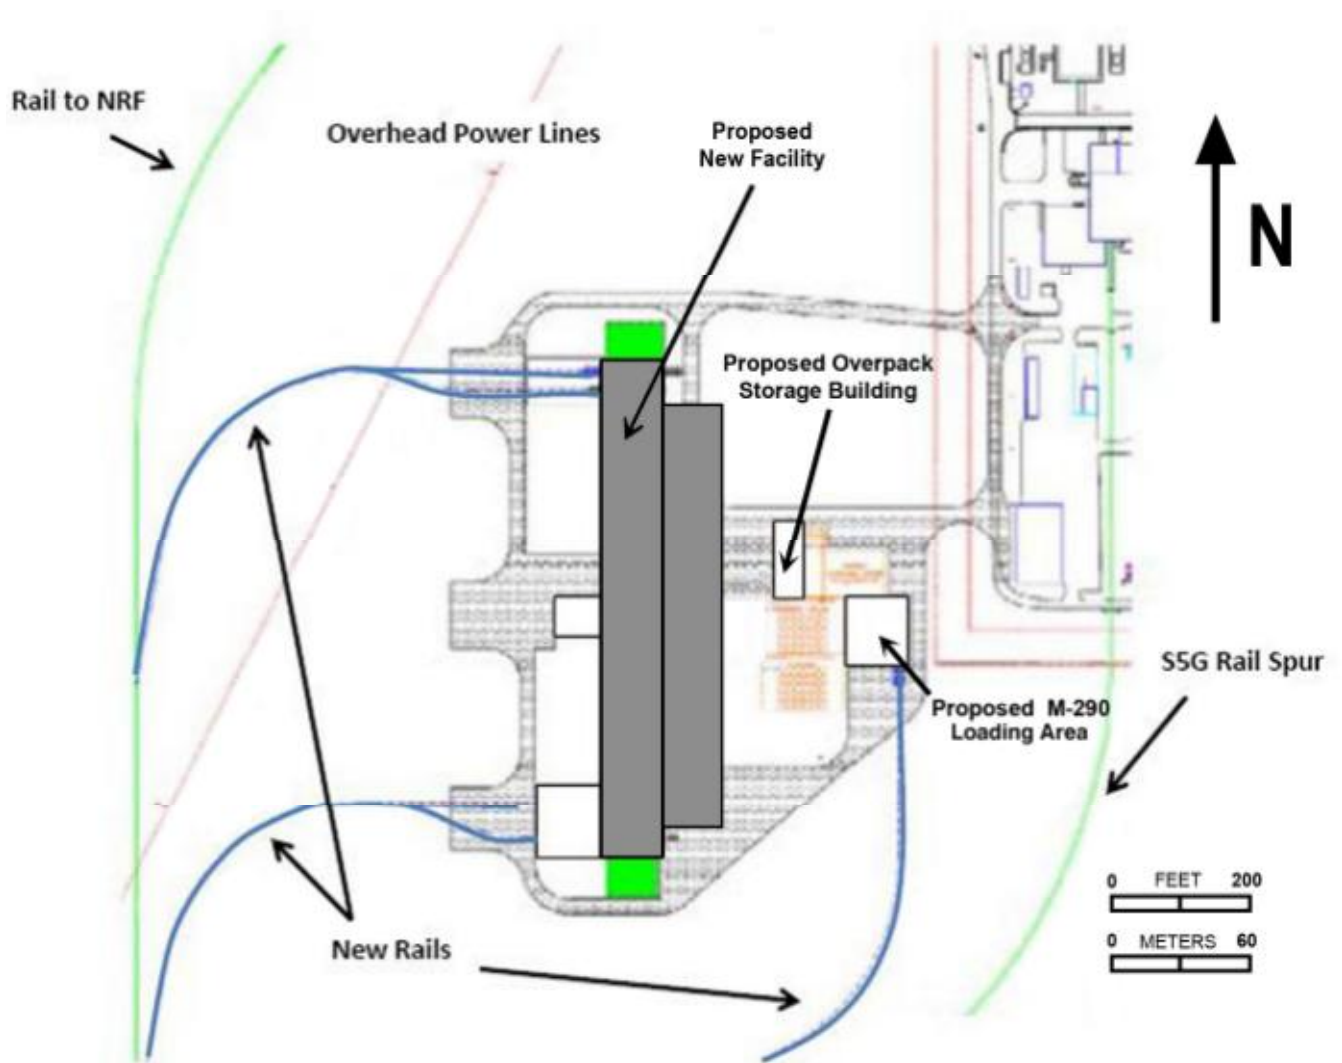 Rail to NRF
Overhead Power Lines
Proposed
New Facility
N
Proposed Overpack
Storage Building
S5G Rail Spur
Proposed M-290
Loading Area
0 FEET 200
0 METERS 60
New Rails